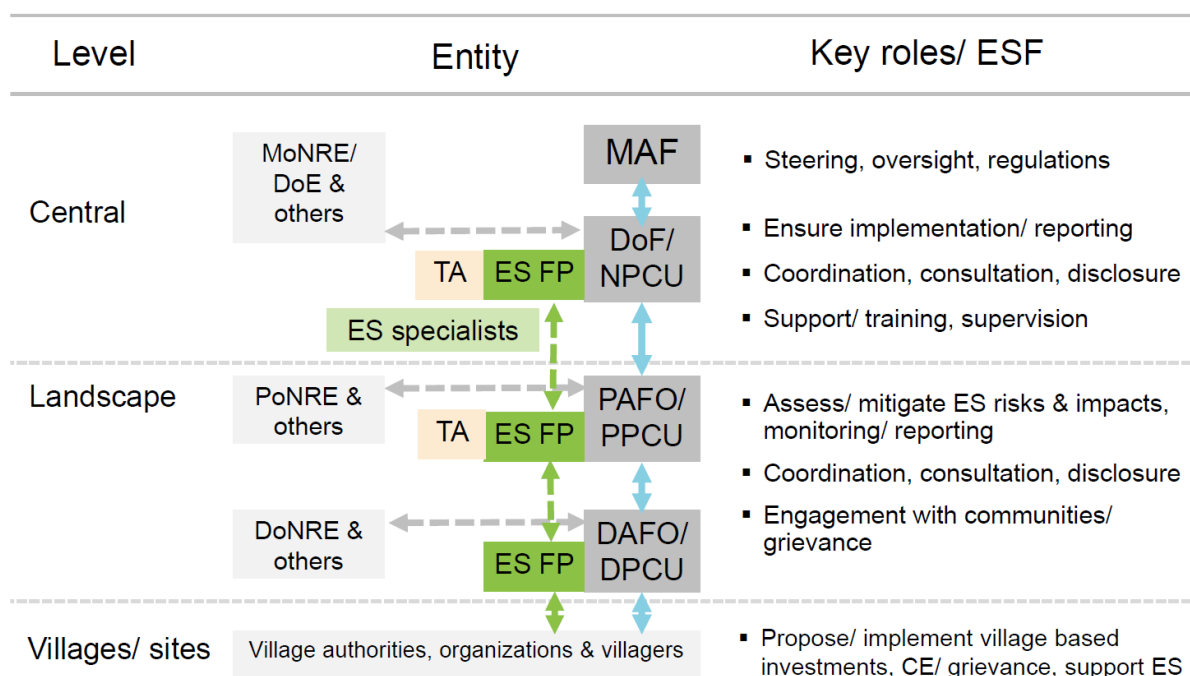 Level Entity Key roles/ ESF
Central
MoNRE/
DoE &
others
MAF
DoF/
NPCU
TA ES FP
ES specialists
▪ Steering, oversight, regulations
▪ Ensure implementation/ reporting
▪ Coordination, consultation, disclosure
▪ Support/ training, supervision
Landscape
PoNRE &
others
TA ES FP
PAFO/
PPCU
DoNRE &
others
ES FP
DAFO/
DPCU
▪ Assess/ mitigate ES risks & impacts,
monitoring/ reporting
▪ Coordination, consultation, disclosure
▪ Engagement with communities/
grievance
Villages/ sites
Village authorities, organizations & villagers
▪ Propose/ implement village based
investments, CE/ grievance, support ES